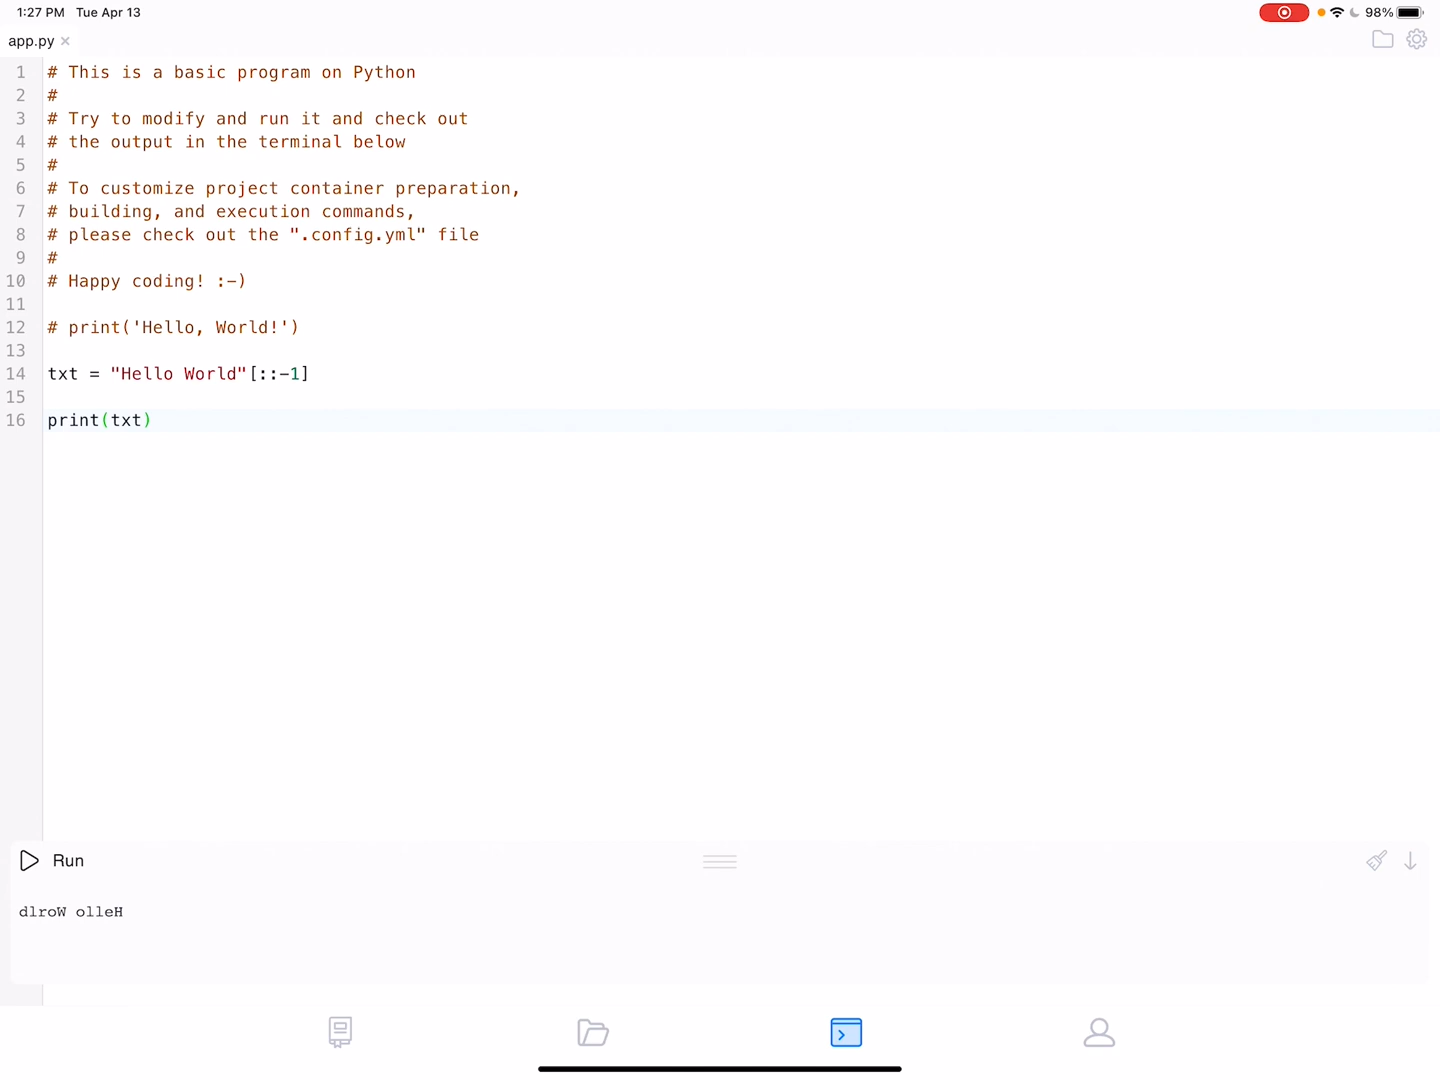 1:27 PM Tue Apr 13 98%
app.py ×
1 # This is a basic program on Python
2 #
3 # Try to modify and run it and check out
4 # the output in the terminal below
5 #
6 # To customize project container preparation,
7 # building, and execution commands,
8 # please check out the ".config.yml" file
9 #
10 # Happy coding! :-)
11
12 # print('Hello, World!')
13
14 txt = "Hello World"[::-1]
15
16 print(txt)
Run
dlroW olleH